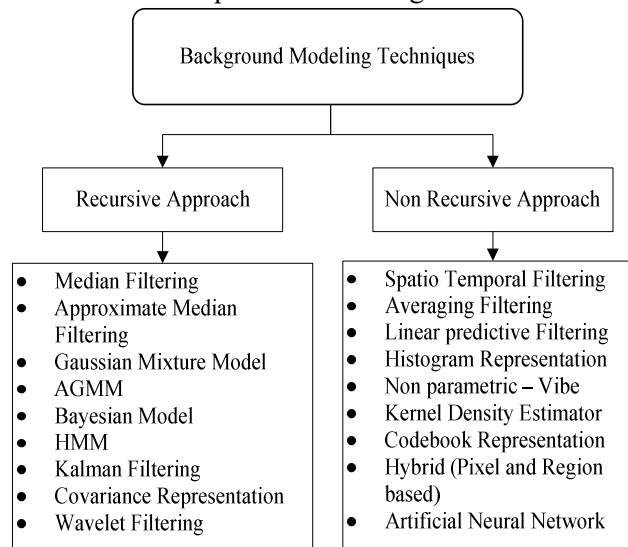 Background Modeling Techniques
Recursive Approach
Non Recursive Approach
• Median Filtering
• Approximate Median
Filtering
• Gaussian Mixture Model
• AGMM
• Bayesian Model
• HMM
• Kalman Filtering
• Covariance Representation
• Wavelet Filtering
• Spatio Temporal Filtering
• Averaging Filtering
• Linear predictive Filtering
• Histogram Representation
• Non parametric – Vibe
• Kernel Density Estimator
• Codebook Representation
• Hybrid (Pixel and Region
based)
• Artificial Neural Network